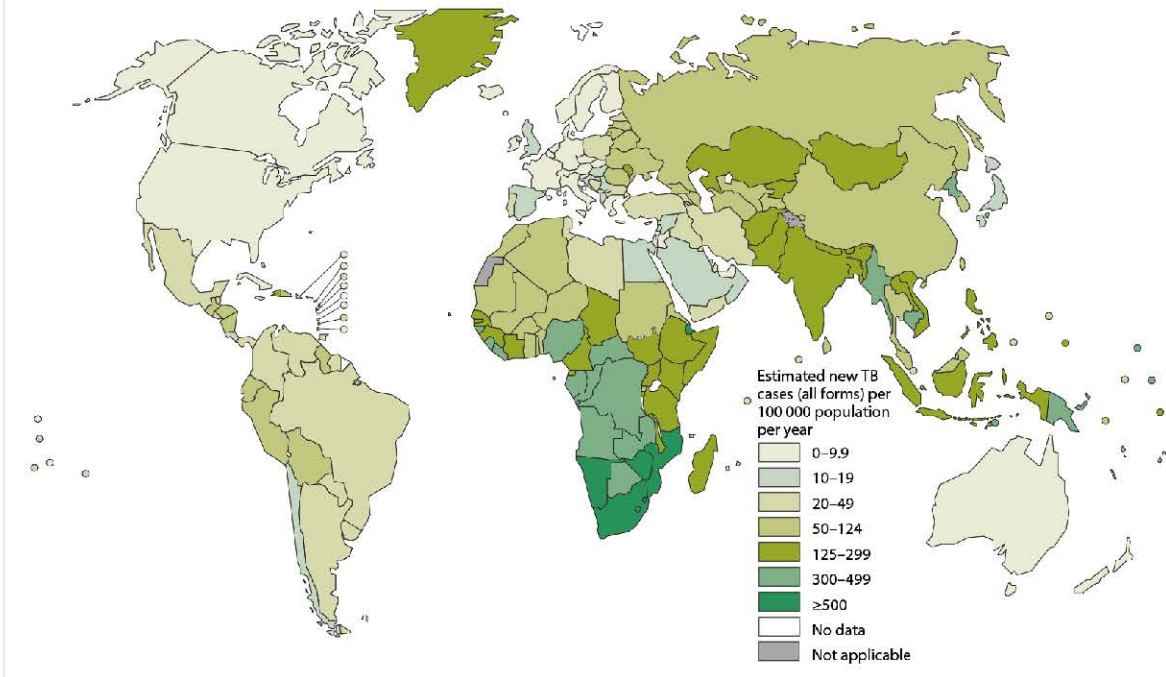 Estimated new TB
cases (all forms) per
100 000 population
per year
0–9.9
10–19
20–49
50–124
125–299
300–499
≥500
No data
Not applicable